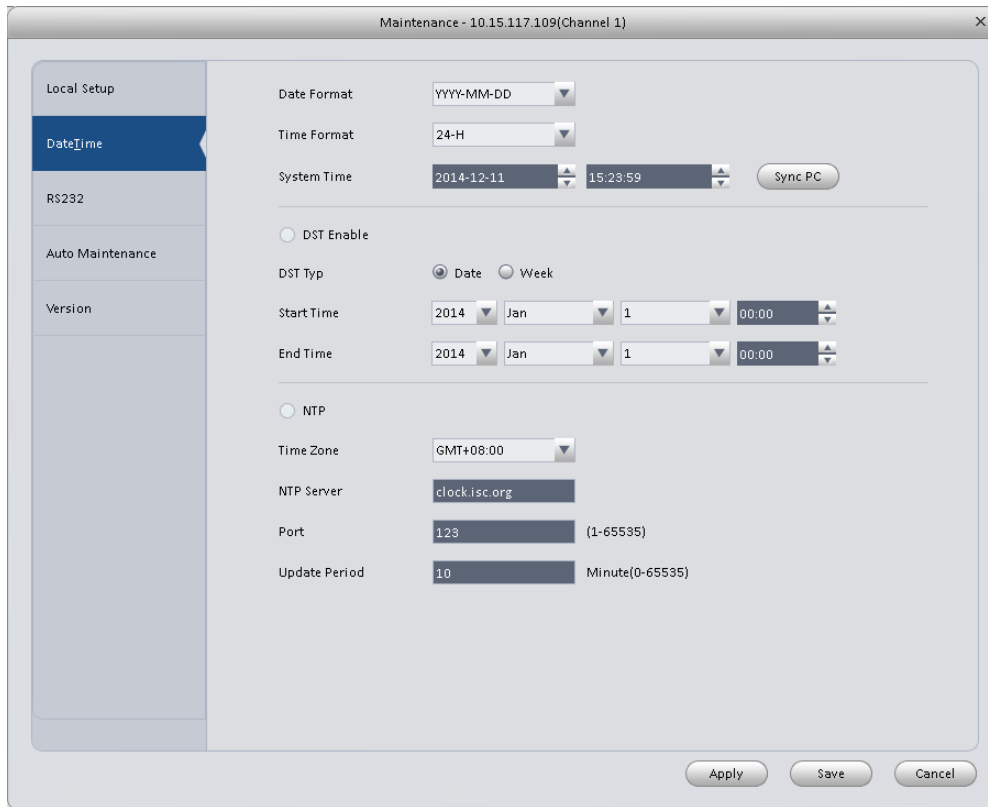 Maintenance - 10.15.117.109(Channel 1)
Local Setup
DateTime
RS232
Auto Maintenance
Version
Date Format YYYY-MM-DD
Time Format 24-H
System Time 2014-12-11 15:23:59 Sync PC
DST Enable
DST Typ Date Week
Start Time 2014 Jan 1 00:00
End Time 2014 Jan 1 00:00
NTP
Time Zone GMT+08:00
NTP Server clock.isc.org
Port 123 (1-65535)
Update Period 10 Minute(0-65535)
Apply Save Cancel